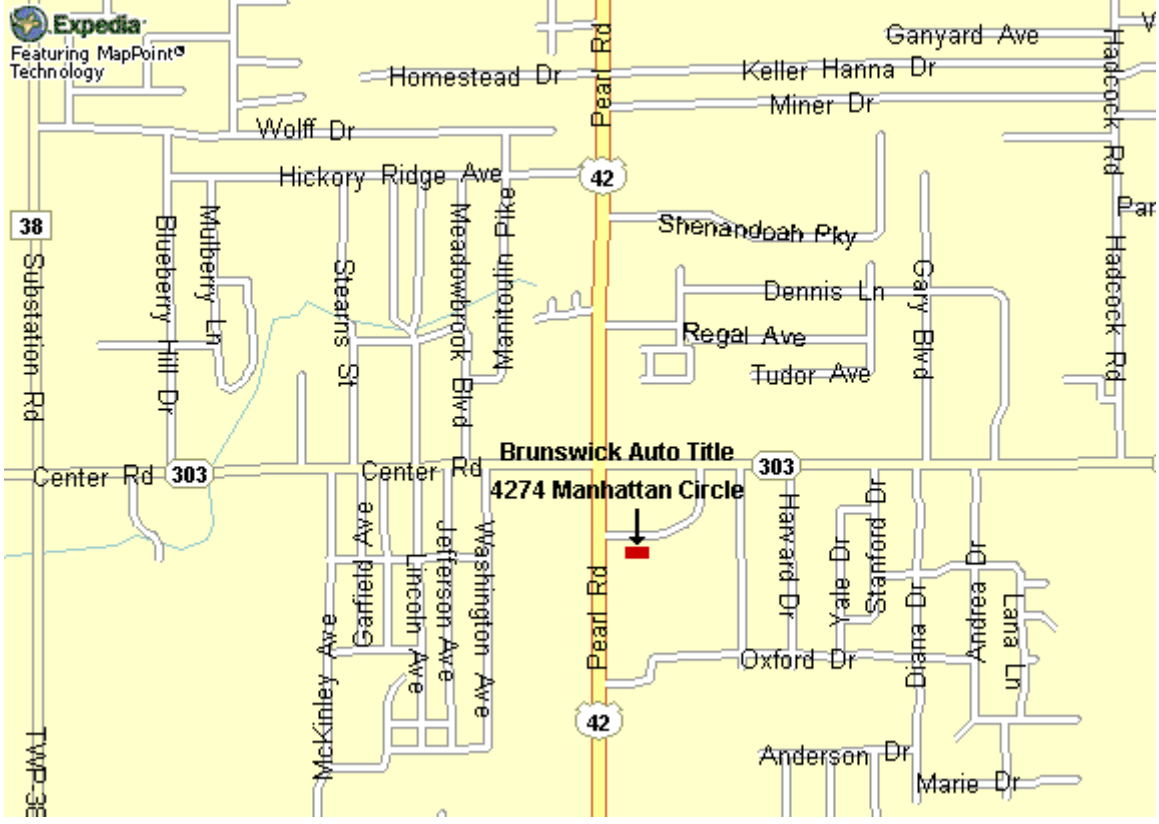 Expedia
Featuring MapPoint®
Technology
Ganyard Ave
Pearl Rd
Hadcock Rd
Homestead Dr
Keller Hanna Dr
Miner Dr
Wolff Dr
Hickory Ridge Ave
42
38
Blueberry Hill Dr
Mulberry Ln
Stearns St
Meadowbrook Blvd
Manitoulin Pike
Shenandoah Pky
Par
Substation Rd
Hadcock Rd
Gary Blvd
Dennis Ln
Regal Ave
Tudor Ave
Brunswick Auto Title
4274 Manhattan Circle
Center Rd
303
Center Rd
303
Garfield Ave
Lincoln Ave
Jefferson Ave
Washington Ave
McKinley Ave
Pearl Rd
Harvard Dr
Yale Dr
Stanford Dr
Diana Dr
Andrea Dr
Lana Ln
Oxford Dr
42
Anderson Dr
Marie Dr